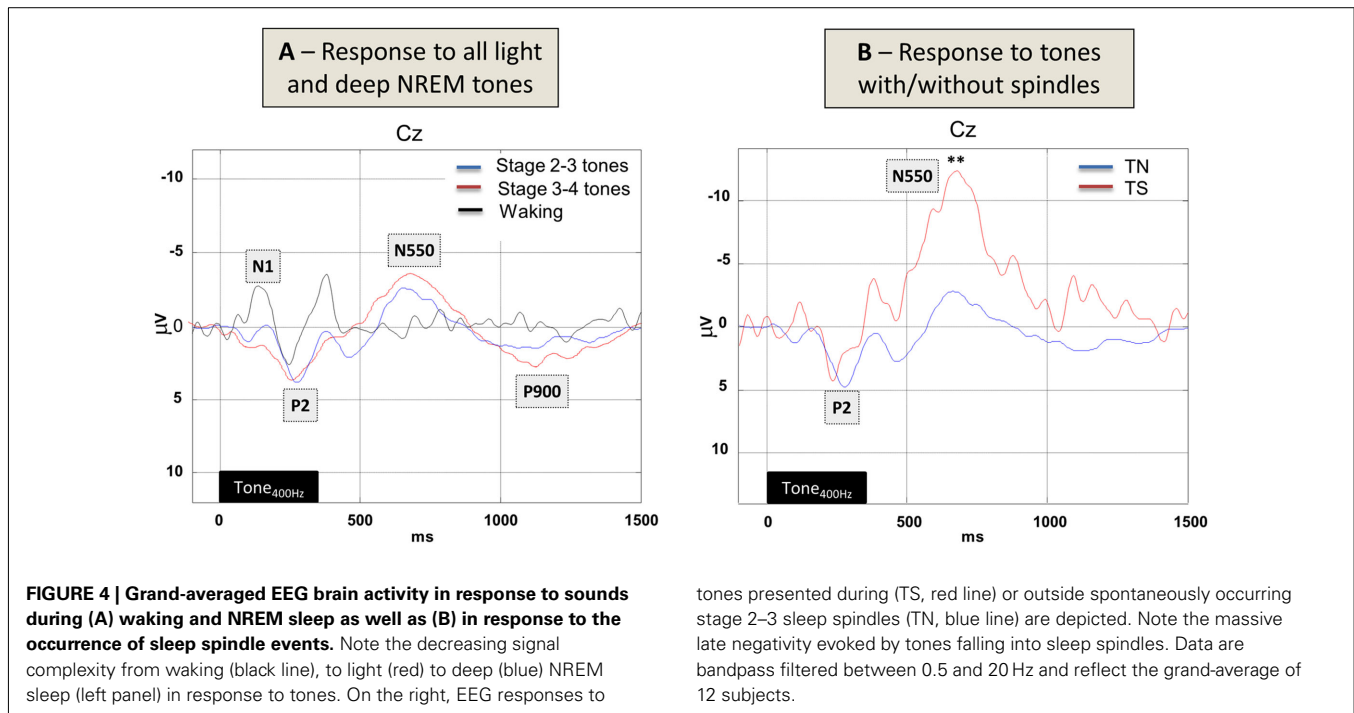 A – Response to all light
and deep NREM tones
Cz
Stage 2-3 tones
Stage 3-4 tones
Waking
-10
-5
0
5
10
µV
N1
N550
P2
P900
Tone400Hz
0
500
1000
1500
ms
B – Response to tones
with/without spindles
Cz
TN
TS
-10
-5
0
5
10
µV
N550
**
P2
Tone400Hz
0
500
1000
1500
ms
FIGURE 4 | Grand-averaged EEG brain activity in response to sounds
during (A) waking and NREM sleep as well as (B) in response to the
occurrence of sleep spindle events. Note the decreasing signal
complexity from waking (black line), to light (red) to deep (blue) NREM
sleep (left panel) in response to tones. On the right, EEG responses to
tones presented during (TS, red line) or outside spontaneously occurring
stage 2–3 sleep spindles (TN, blue line) are depicted. Note the massive
late negativity evoked by tones falling into sleep spindles. Data are
bandpass filtered between 0.5 and 20 Hz and reflect the grand-average of
12 subjects.